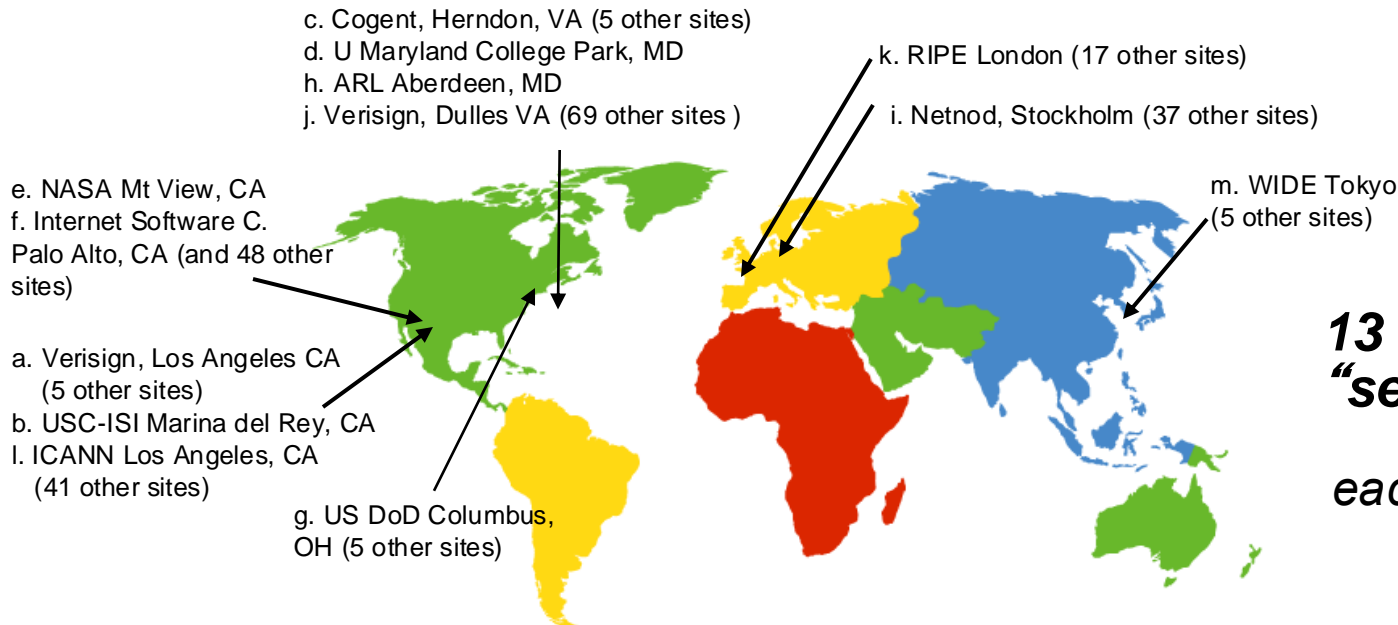 c. Cogent, Herndon, VA (5 other sites)
d. U Maryland College Park, MD
h. ARL Aberdeen, MD
j. Verisign, Dulles VA (69 other sites )
k. RIPE London (17 other sites)
i. Netnod, Stockholm (37 other sites)
m. WIDE Tokyo
(5 other sites)
e. NASA Mt View, CA
f. Internet Software C.
Palo Alto, CA (and 48 other
sites)
a. Verisign, Los Angeles CA
(5 other sites)
b. USC-ISI Marina del Rey, CA
l. ICANN Los Angeles, CA
(41 other sites)
g. US DoD Columbus,
OH (5 other sites)
13